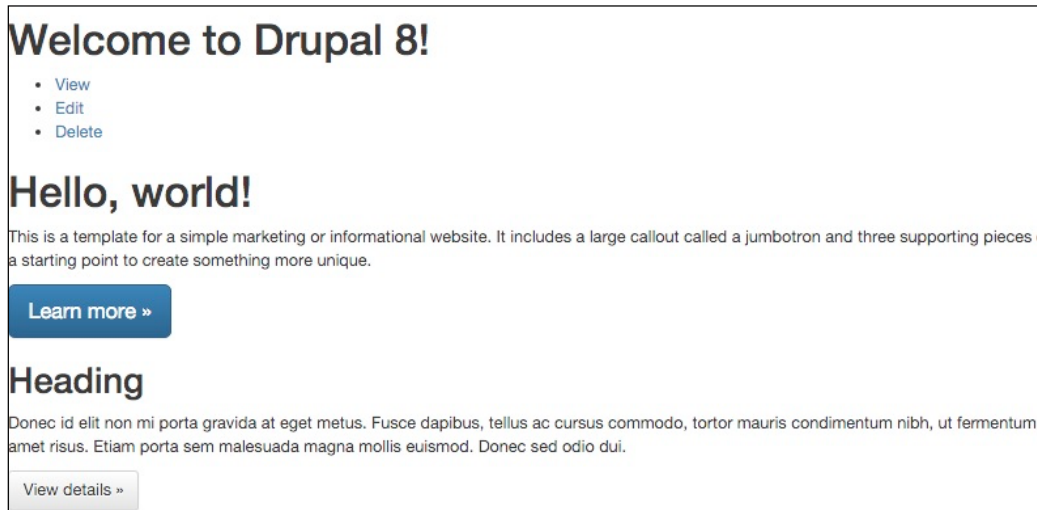 Welcome to Drupal 8!
• View
• Edit
• Delete
Hello, world!
This is a template for a simple marketing or informational website. It includes a large callout called a jumbotron and three supporting pieces
a starting point to create something more unique.
Learn more »
Heading
Donec id elit non mi porta gravida at eget metus. Fusce dapibus, tellus ac cursus commodo, tortor mauris condimentum nibh, ut fermentum
amet risus. Etiam porta sem malesuada magna mollis euismod. Donec sed odio dui.
View details »